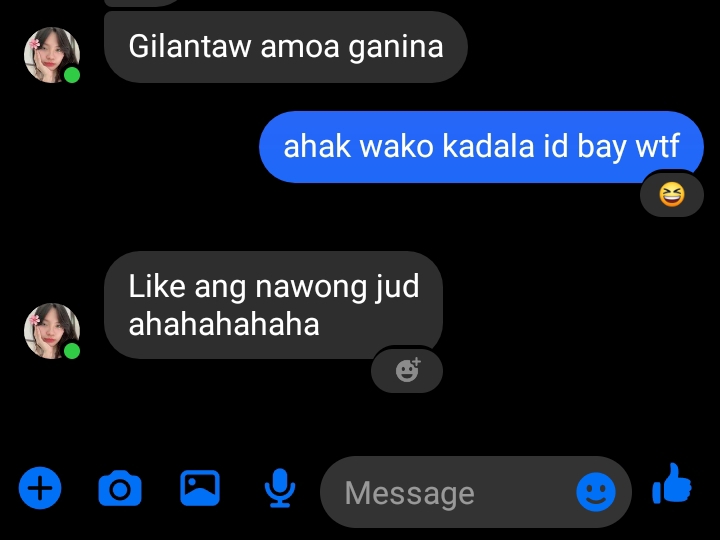 Gilantaw amoa ganina
ahak wako kadala id bay wtf
Like ang nawong jud
ahahahahaha
Message